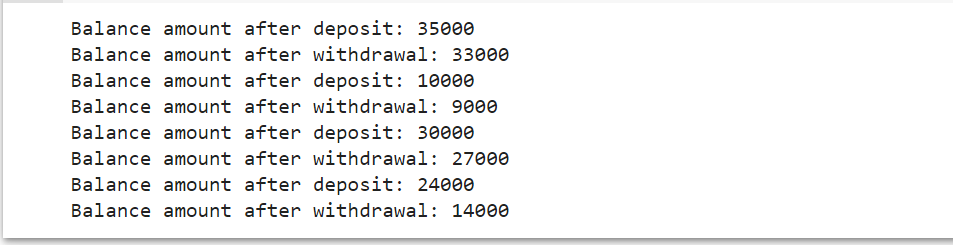 Balance amount after deposit: 35000
Balance amount after withdrawal: 33000
Balance amount after deposit: 10000
Balance amount after withdrawal: 9000
Balance amount after deposit: 30000
Balance amount after withdrawal: 27000
Balance amount after deposit: 24000
Balance amount after withdrawal: 14000